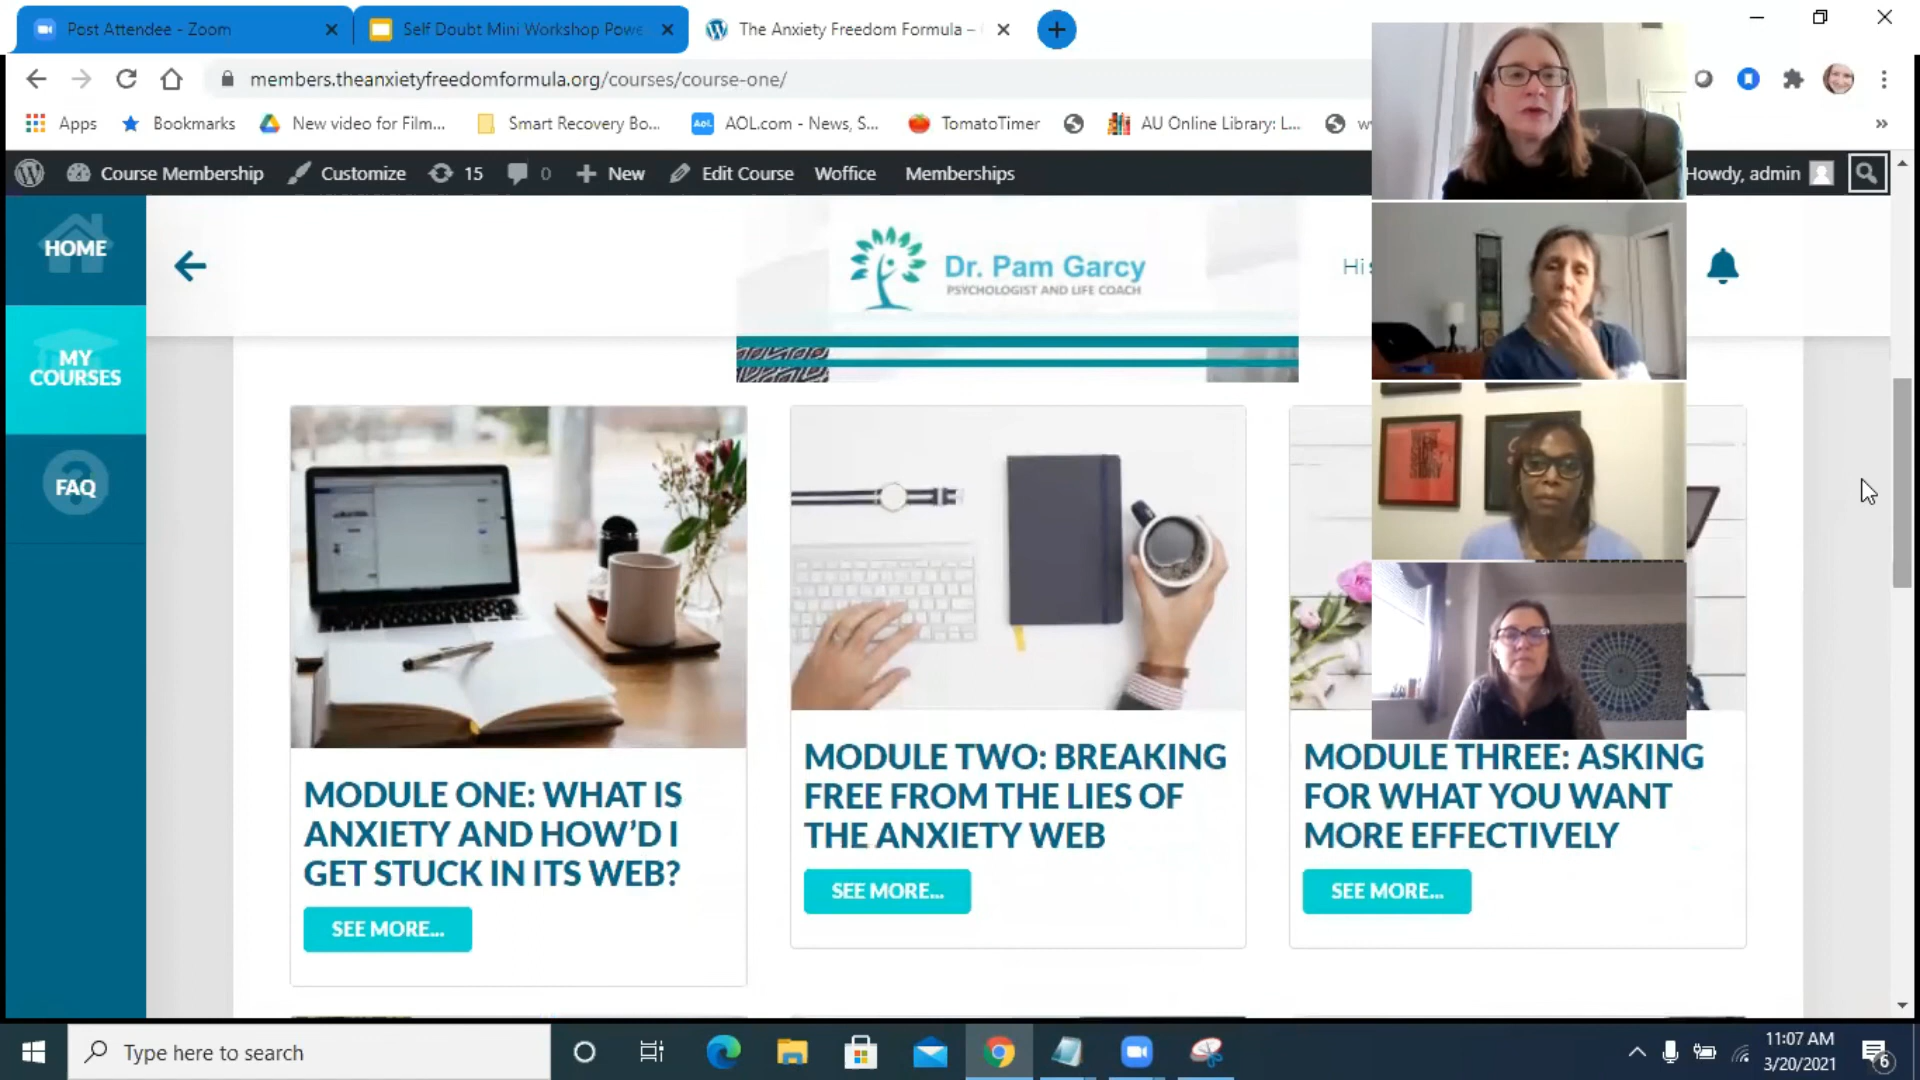 Post Attendee - Zoom
Self Doubt Mini Workshop Powe
The Anxiety Freedom Formula –
members.theanxietyfreedomformula.org/courses/course-one/
Apps
Bookmarks
New video for Film...
Smart Recovery Bo...
Aol.
AOL.com - News, S...
TomatoTimer
AU Online Library: L...
Course Membership
Customize
15
0
New
Edit Course
Woffice
Memberships
Howdy, admin
HOME
MY
COURSES
FAQ
Dr. Pam Garcy
PSYCHOLOGIST AND LIFE COACH
Hi
MODULE ONE: WHAT IS
ANXIETY AND HOW’D I
GET STUCK IN ITS WEB?
SEE MORE...
MODULE TWO: BREAKING
FREE FROM THE LIES OF
THE ANXIETY WEB
SEE MORE...
MODULE THREE: ASKING
FOR WHAT YOU WANT
MORE EFFECTIVELY
SEE MORE...
Type here to search
11:07 AM
3/20/2021
6